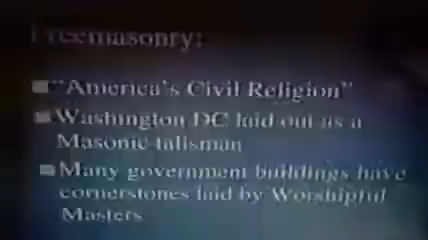 Freemasonry:
"America's Civil Religion"
Washington DC laid out as a
Masonic talisman
Many government buildings have
cornerstones laid by Worshipful
Masters